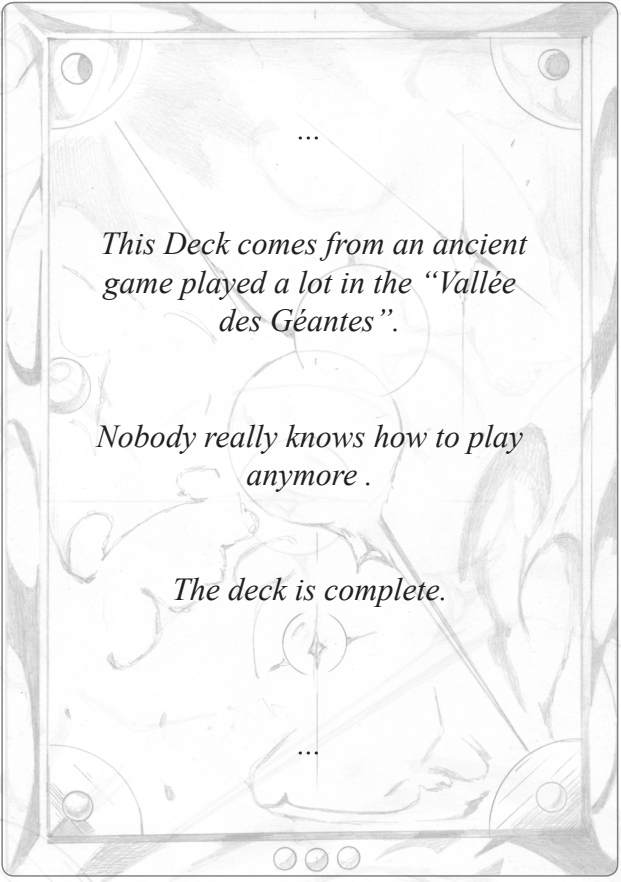 ...
This Deck comes from an ancient
game played a lot in the “Vallée
des Géantes”.
Nobody really knows how to play
anymore .
The deck is complete.
...